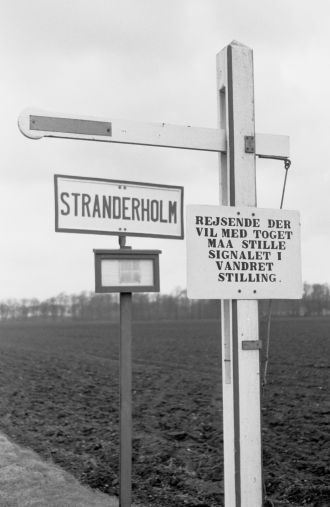 STRANDERHOLM
REJSENDE DER
VIL MED TOGET
MAA STILLE
SIGNALET I
VANDRET
STILLING.